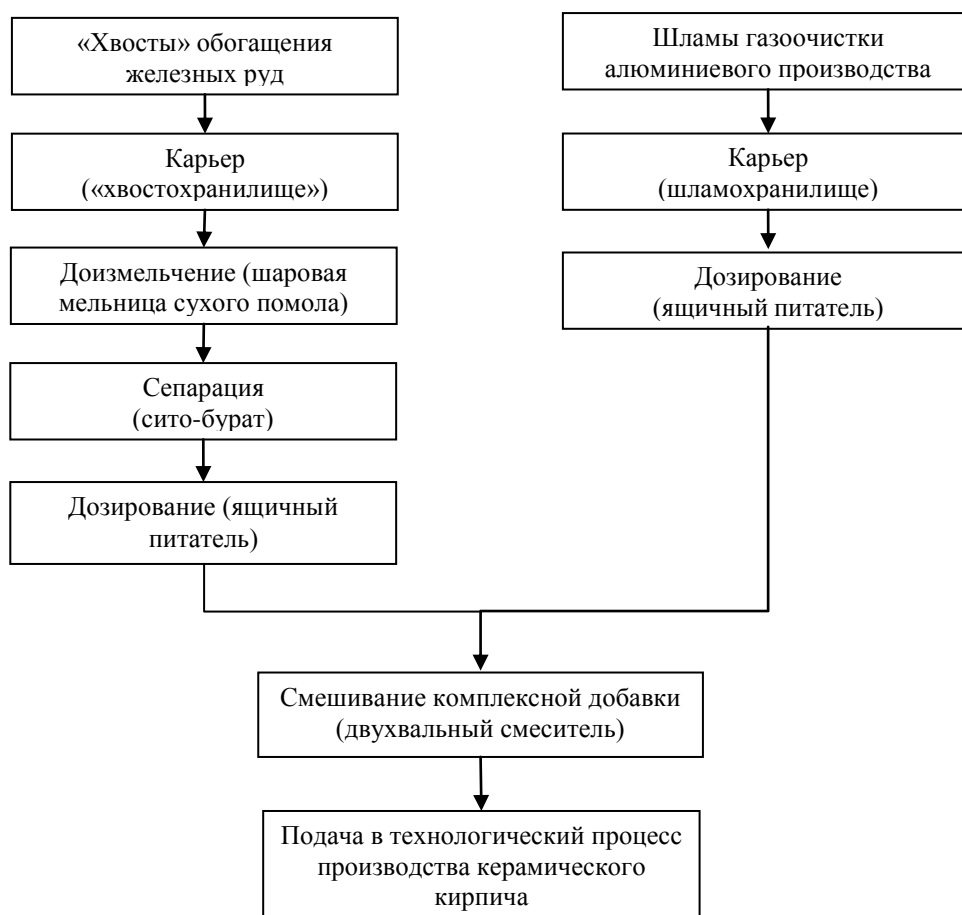 «Хвосты» обогащения
железных руд
Карьер
(«хвостохранилище»)
Доизмельчение (шаровая
мельница сухого помола)
Сепарация
(сито-бурат)
Дозирование (ящичный
питатель)
Шламы газоочистки
алюминиевого производства
Карьер
(шламохранилище)
Дозирование
(ящичный питатель)
Смешивание комплексной добавки
(двухвальный смеситель)
Подача в технологический процесс
производства керамического
кирпича